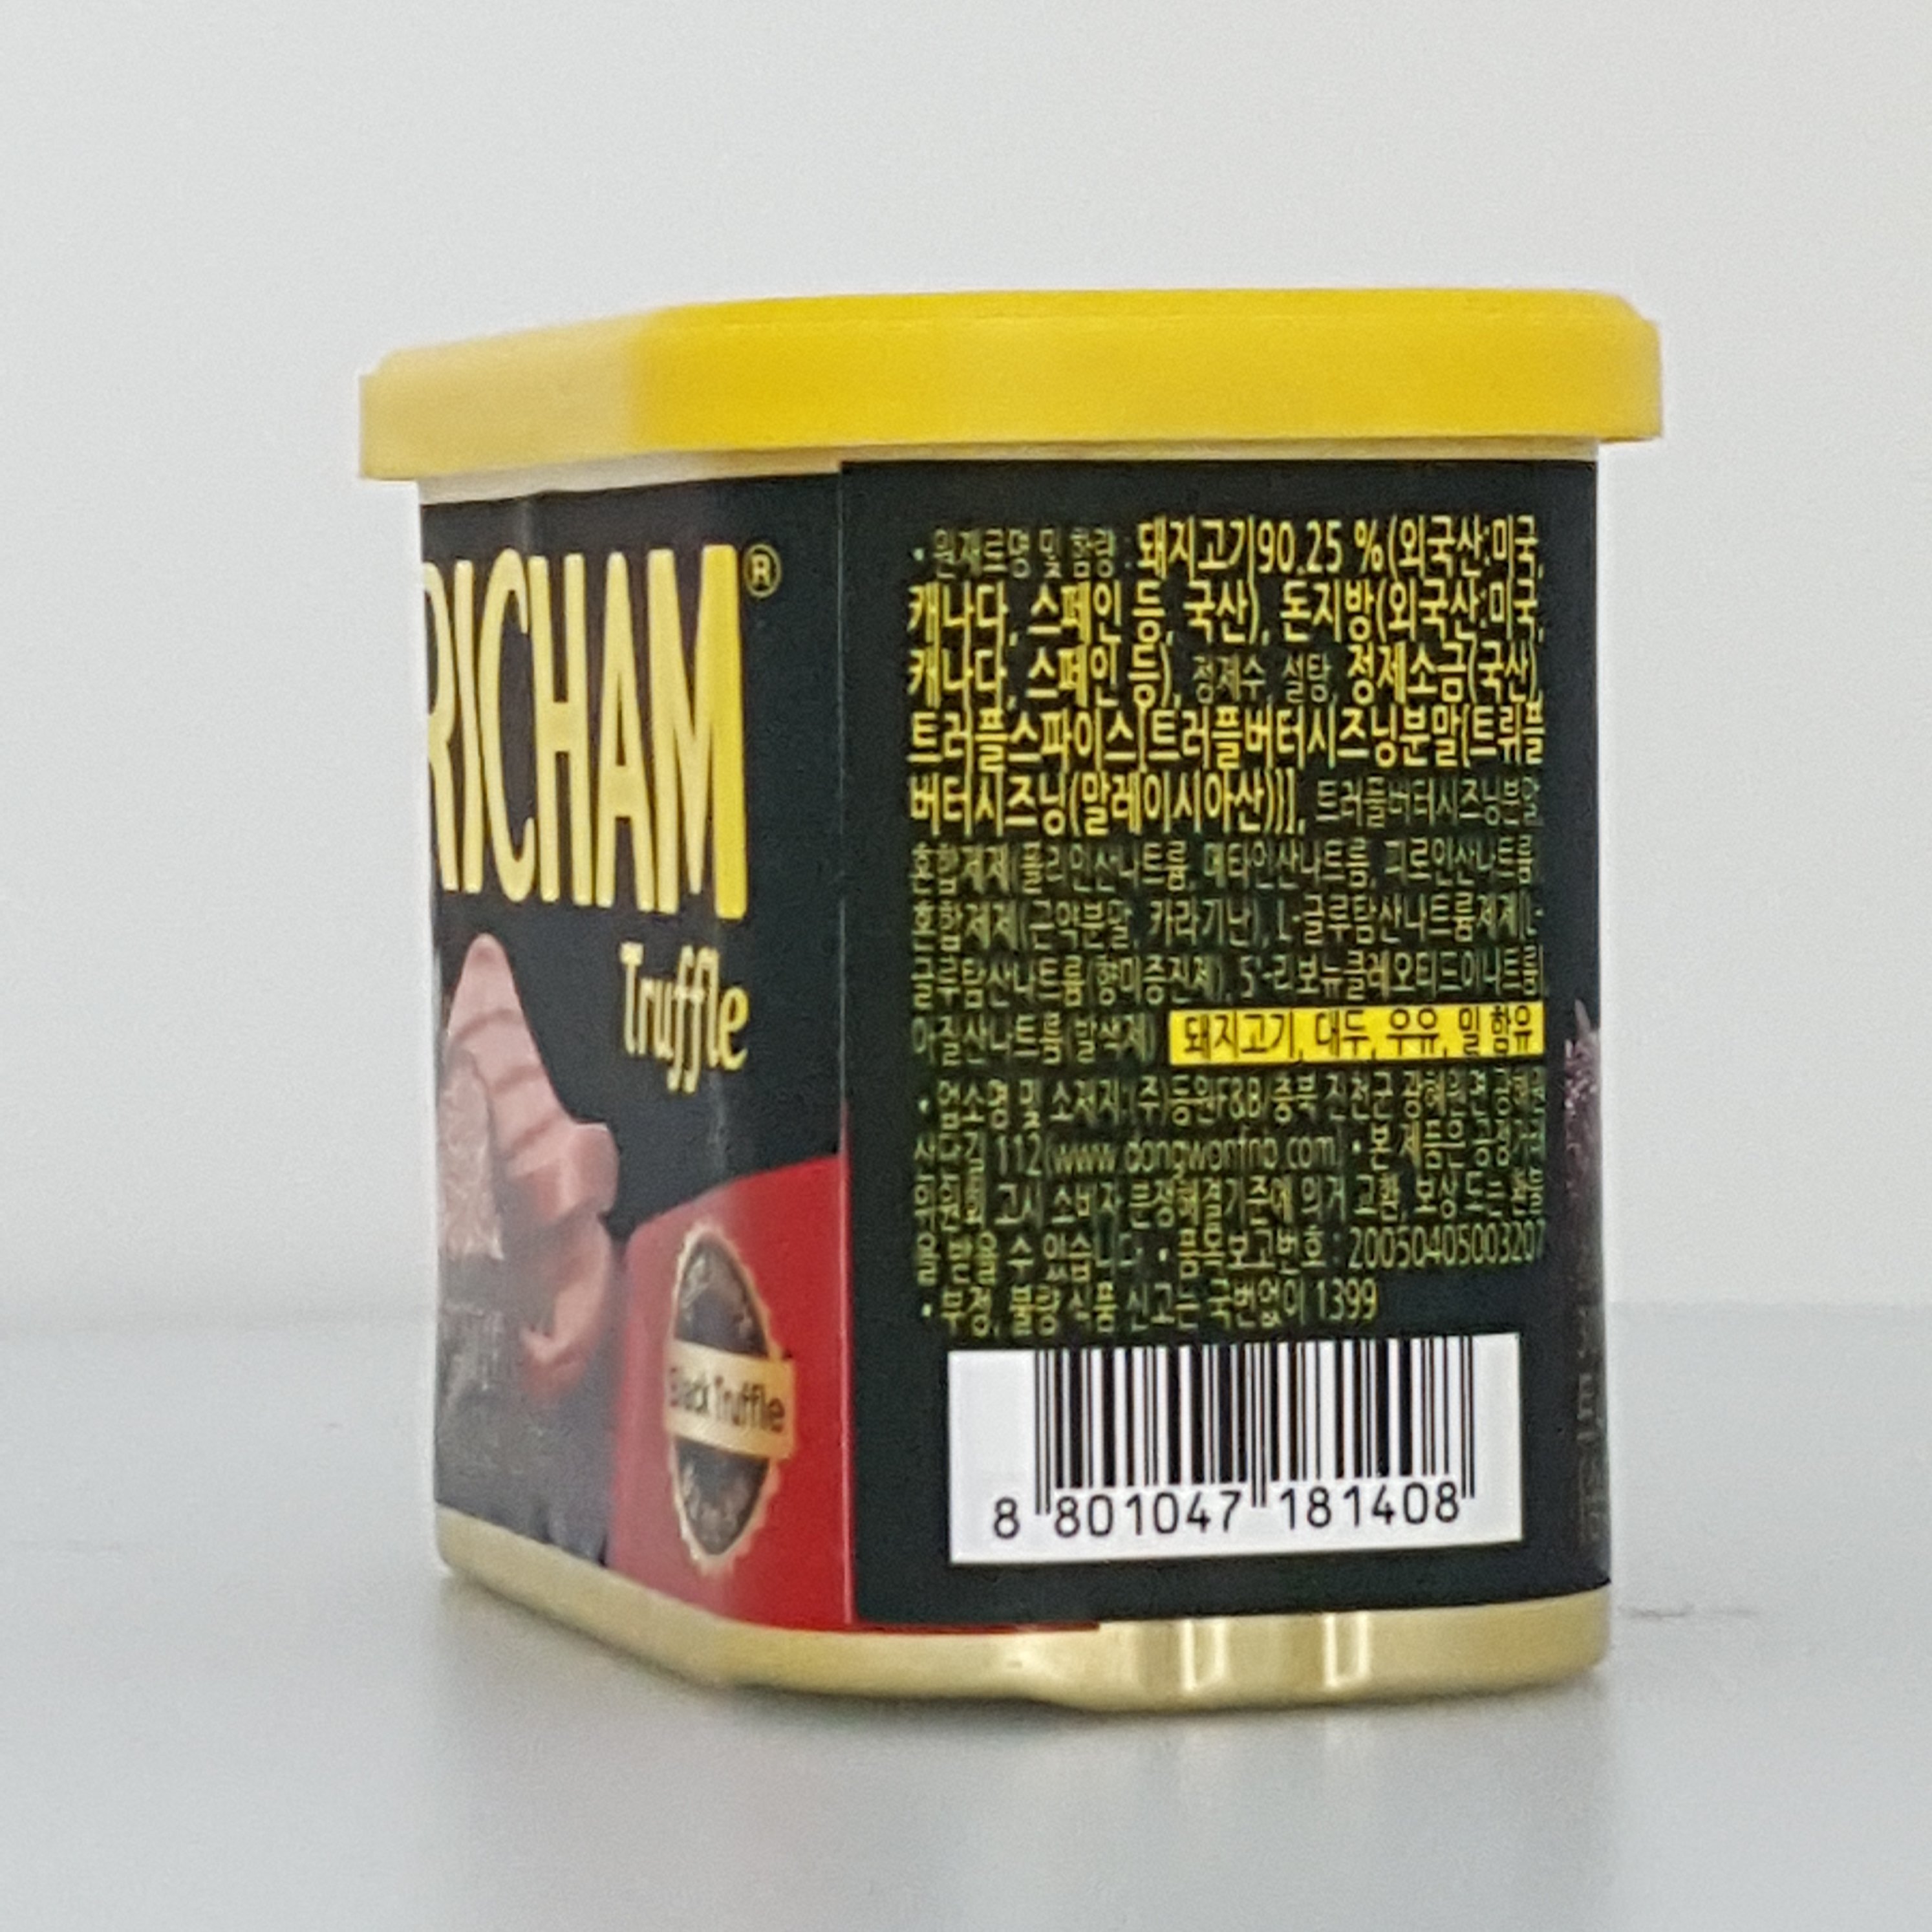 RICHAM®
Truffle
Black Truffle
• 원재료명 및 함량 : 돼지고기90.25 %(외국산:미국,
캐나다, 스페인 등, 국산), 돈지방(외국산:미국,
캐나다, 스페인 등), 정제수, 설탕, 정제소금(국산),
트러플스파이스[트러플버터시즈닝분말{트뤼플
버터시즈닝(말레이시아산)}], 트러플버터시즈닝분말,
혼합제제(폴리인산나트륨, 메타인산나트륨, 피로인산나트륨,
혼합제제(곤약분말, 카라기난), L-글루탐산나트륨제제(L-
글루탐산나트륨(향미증진제), 5'-리보뉴클레오티드이나트륨),
아질산나트륨(발색제) 돼지고기, 대두, 우유, 밀 함유
• 업소명 및 소재지:(주)동원F&B/충북 진천군 광혜원면 광혜원
112(www.dongwonfnb.com) • 본 제품은 공정거래
위원회 고시 소비자 분쟁해결기준에 의거 교환, 보상 또는 환불
을 받을 수 있습니다 • 품목보고번호 : 20050405003207
• 부정, 불량 식품 신고는 국번없이 1399
8 801047 181408